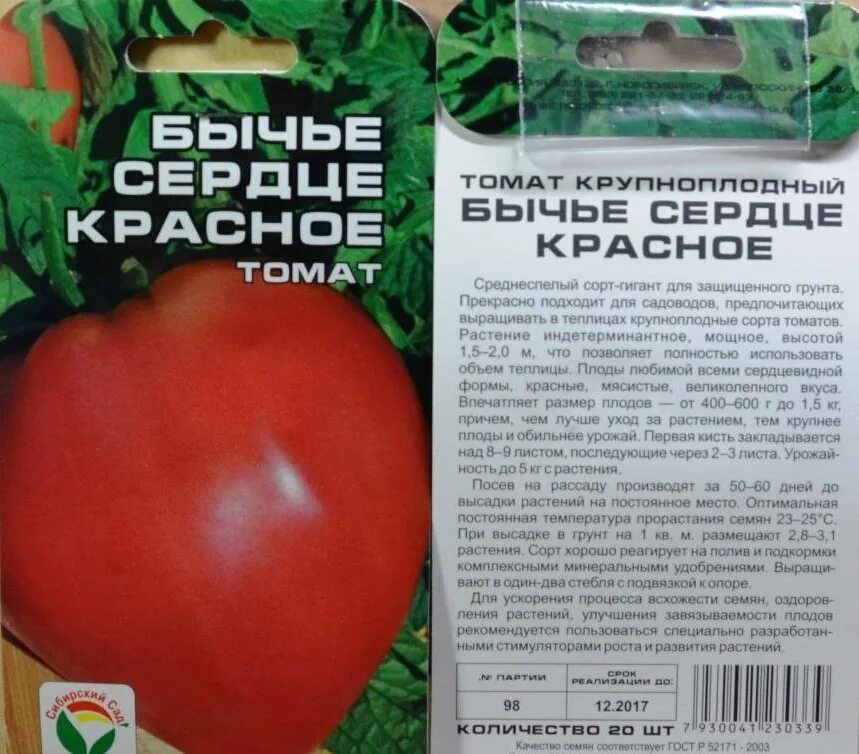 БЫЧЬЕ
СЕРДЦЕ
КРАСНОЕ
ТОМАТ
Сибирский Сад
ТОМАТ КРУПНОПЛОДНЫЙ
БЫЧЬЕ СЕРДЦЕ
КРАСНОЕ
Среднеспелый сорт-гигант для защищенного грунта.
Прекрасно подходит для садоводов, предпочитающих
выращивать в теплицах крупноплодные сорта томатов.
Растение индетерминантное, мощное, высотой
1,5–2,0 м, что позволяет полностью использовать
объем теплицы. Плоды любимой всеми сердцевидной
формы, красные, мясистые, великолепного вкуса.
Впечатляет размер плодов — от 400–600 г до 1,5 кг,
причем, чем лучше уход за растением, тем крупнее
плоды и обильнее урожай. Первая кисть закладывается
над 8–9 листом, последующие через 2–3 листа. Урожай-
ность до 5 кг с растения.
Посев на рассаду производят за 50–60 дней до
высадки растений на постоянное место. Оптимальная
постоянная температура прорастания семян 23–25°С.
При высадке в грунт на 1 кв. м. размещают 2,8–3,1
растения. Сорт хорошо реагирует на полив и подкормки
комплексными минеральными удобрениями. Выращи-
вают в один-два стебля с подвязкой к опоре.
Для ускорения процесса всхожести семян, оздоров-
ления растений, улучшения завязываемости плодов
рекомендуется пользоваться специально разработан-
ными стимуляторами роста и развития растений.
№ ПАРТИИ
СРОК
РЕАЛИЗАЦИИ ДО:
98
12.2017
КОЛИЧЕСТВО 20 ШТ
7 930041 230339
Качество семян соответствует ГОСТ Р 52171 - 2003